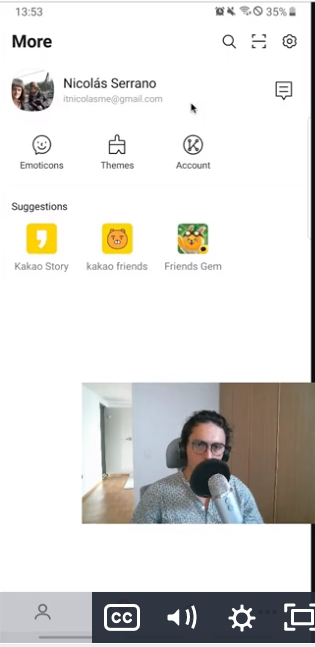 13:53
35%
More
Nicolás Serrano
itnicolasme@gmail.com
Emoticons
Themes
Account
Suggestions
Kakao Story
kakao friends
Friends Gem
CC